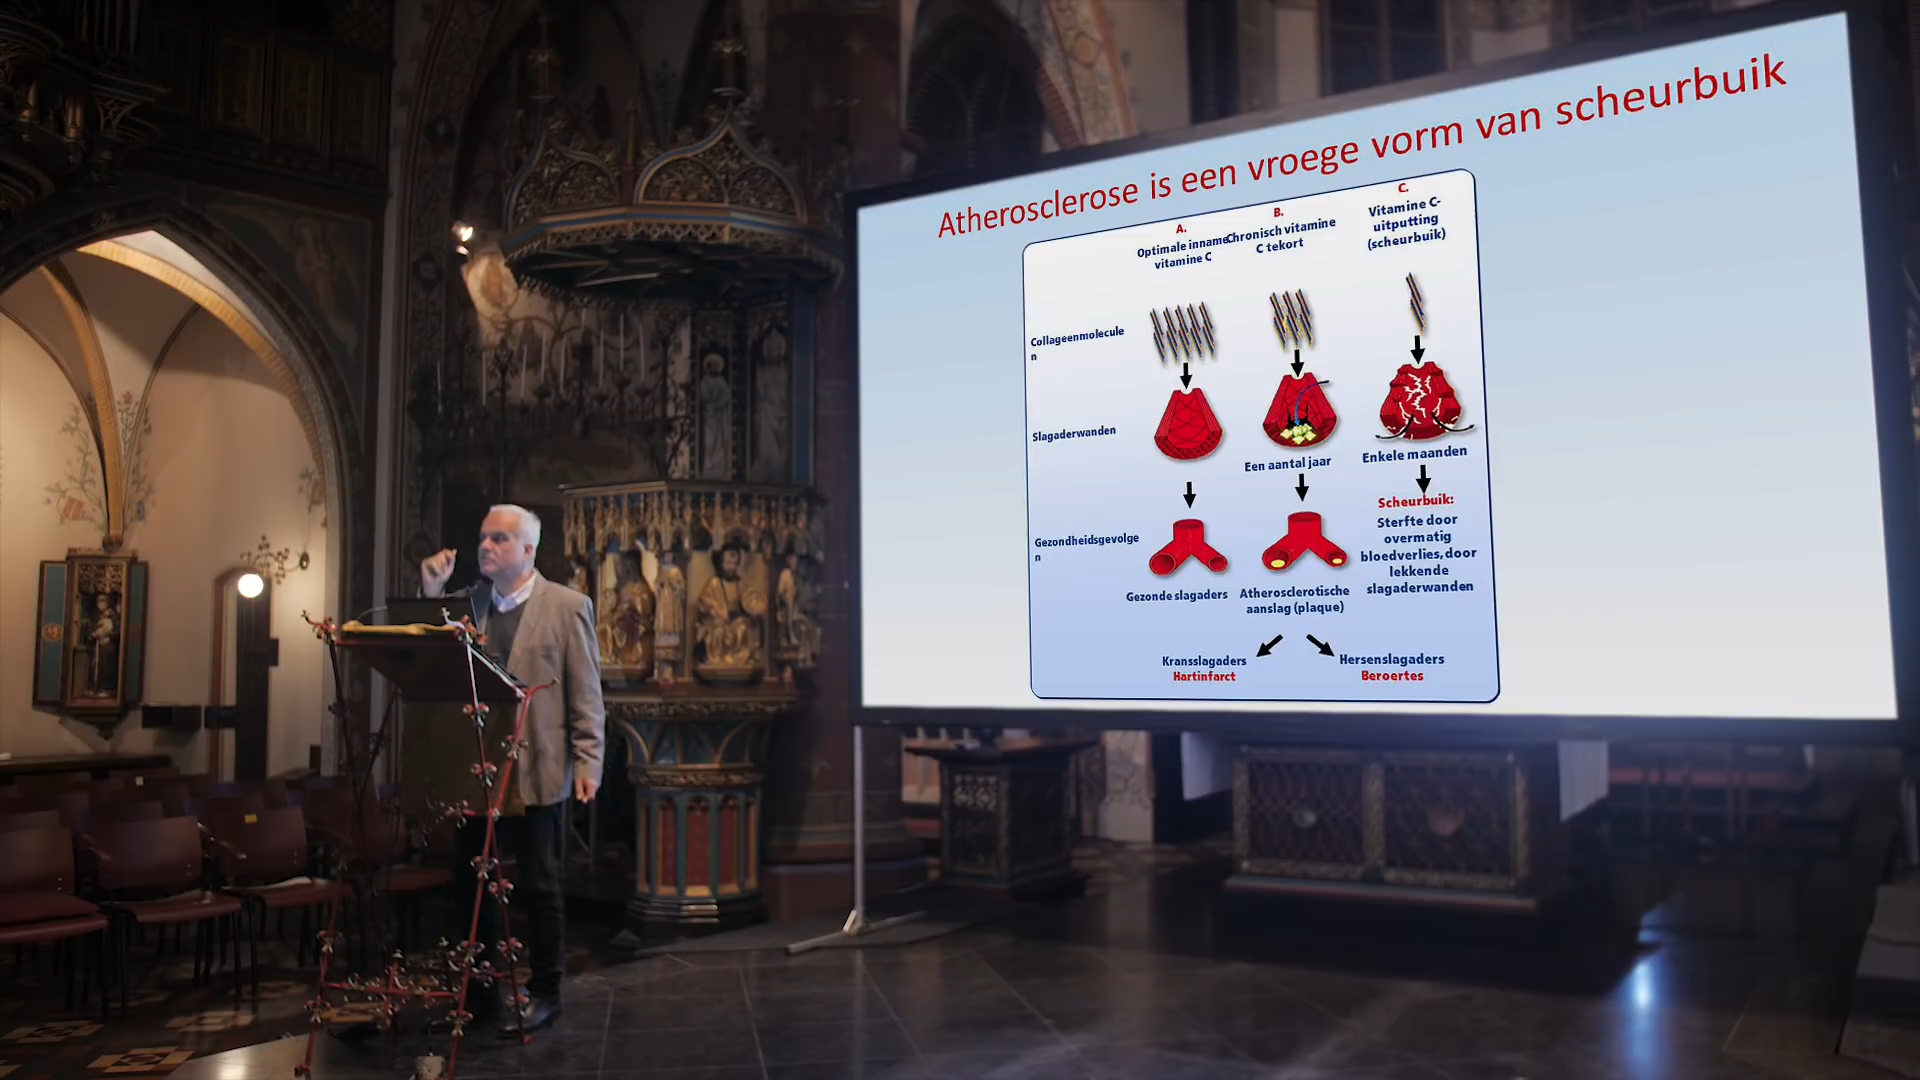 Atherosclerose is een vroege vorm van scheurbuik
A.
Optimale inname
vitamine C
B.
Chronisch vitamine
C tekort
C.
Vitamine C-
uitputting
(scheurbuik)
Collageenmolecule
n
Slagaderwanden
Een aantal jaar
Enkele maanden
Gezondheidsgevolge
n
Gezonde slagaders
Atherosclerotische
aanslag (plaque)
Scheurbuik:
Sterfte door
overmatig
bloedverlies, door
lekkende
slagaderwanden
Kransslagaders
Hartinfarct
Hersenslagaders
Beroertes